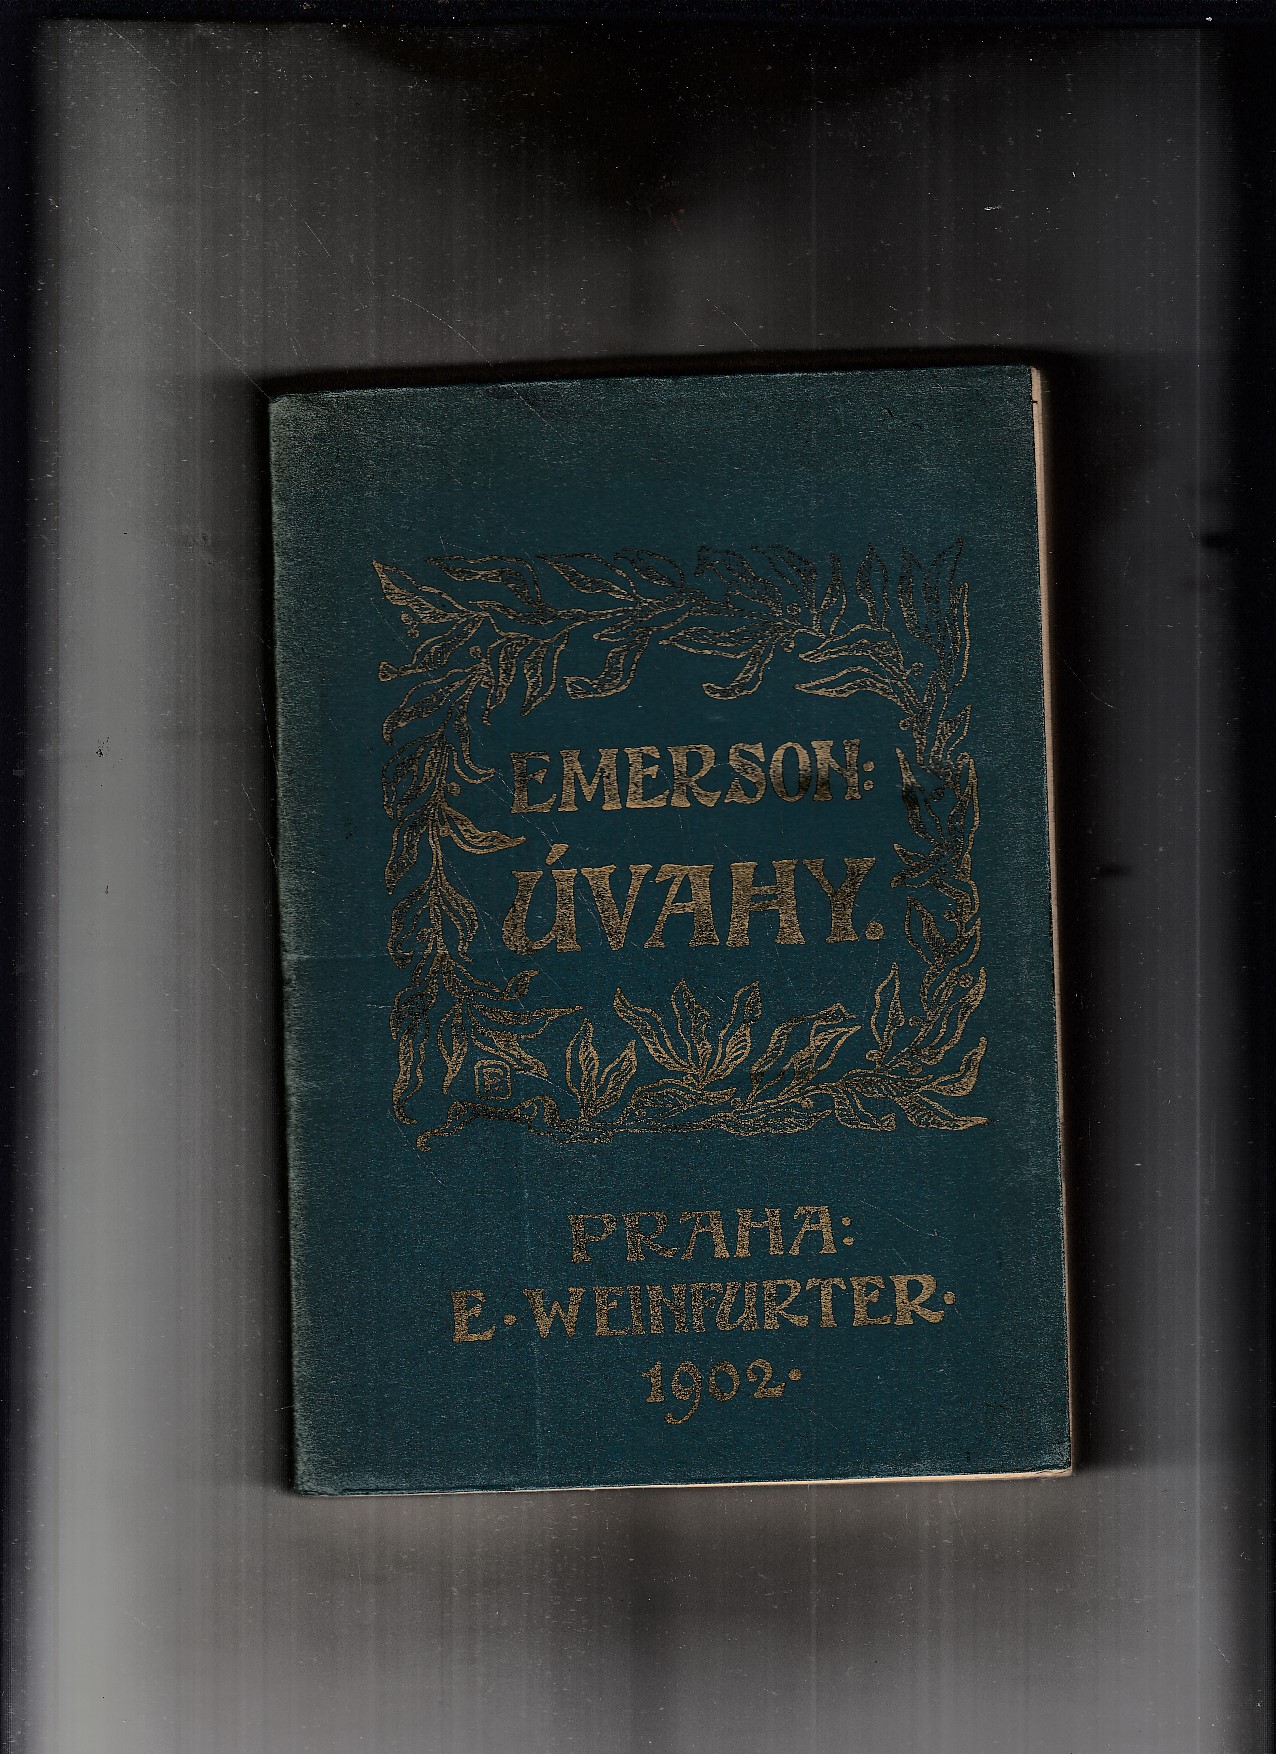 EMERSON:
ÚVAHY.
PRAHA:
E. WEINFURTER.
1902.